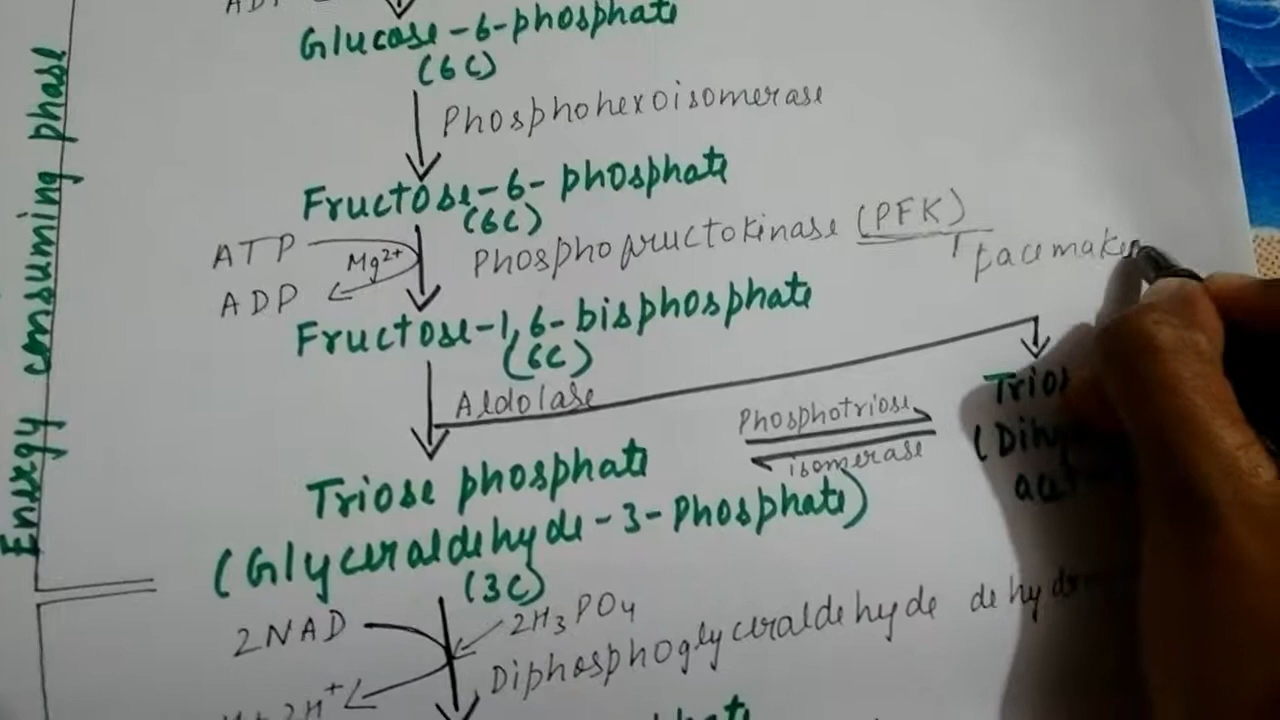 ADP
Glucose-6-phosphate
(6C)
Phosphohexoisomerase
Fructose-6-phosphate
(6C)
ATP
Mg2+
ADP
Phosphofructokinase (PFK)
pacemaker
Fructose-1,6-bisphosphate
(6C)
Aldolase
Phosphotriose
isomerase
Triose phosphate
(Glyceraldehyde-3-Phosphate)
(3C)
2NAD
2H3PO4
Diphosphoglyceraldehyde
Energy consuming phase